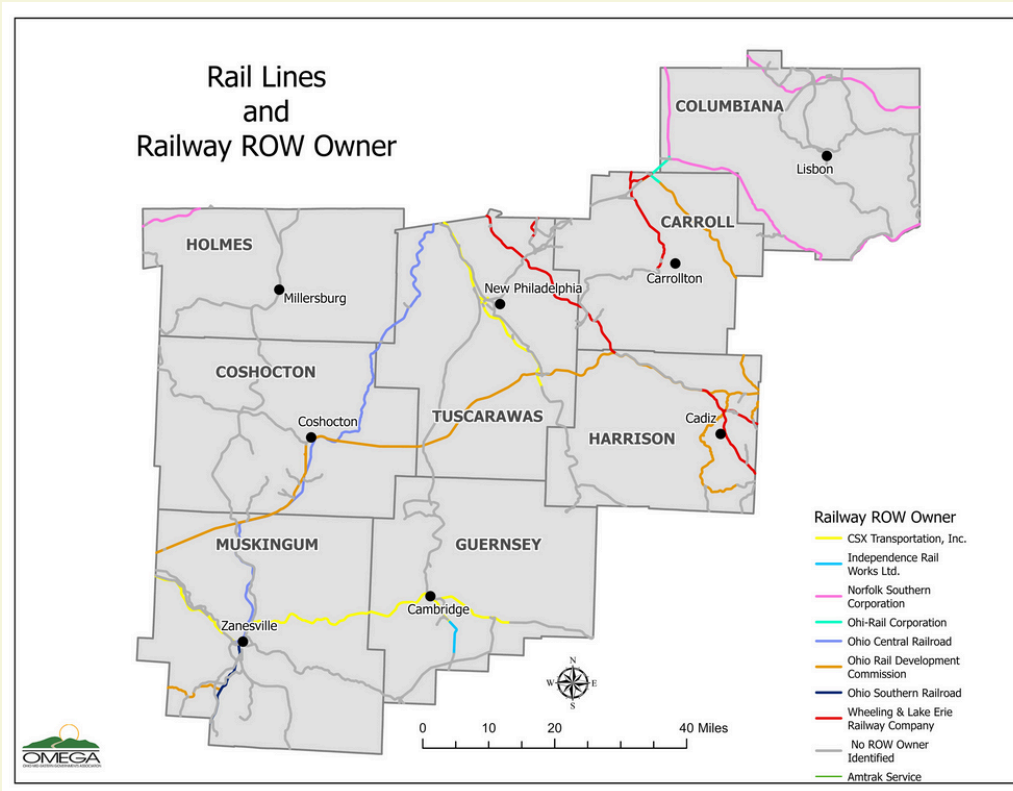 Rail Lines
and
Railway ROW Owner
COLUMBIANA
Lisbon
HOLMES
Millersburg
CARROLL
Carrollton
New Philadelphia
COSHOCTON
Coshocton
TUSCARAWAS
Cadiz
HARRISON
MUSKINGUM
GUERNSEY
Zanesville
Cambridge
Railway ROW Owner
CSX Transportation, Inc.
Independence Rail
Works Ltd.
Norfolk Southern
Corporation
Ohi-Rail Corporation
Ohio Central Railroad
Ohio Rail Development
Commission
Ohio Southern Railroad
Wheeling & Lake Erie
Railway Company
No ROW Owner
Identified
Amtrak Service
N
W E
S
0 10 20 40 Miles
OMEGA